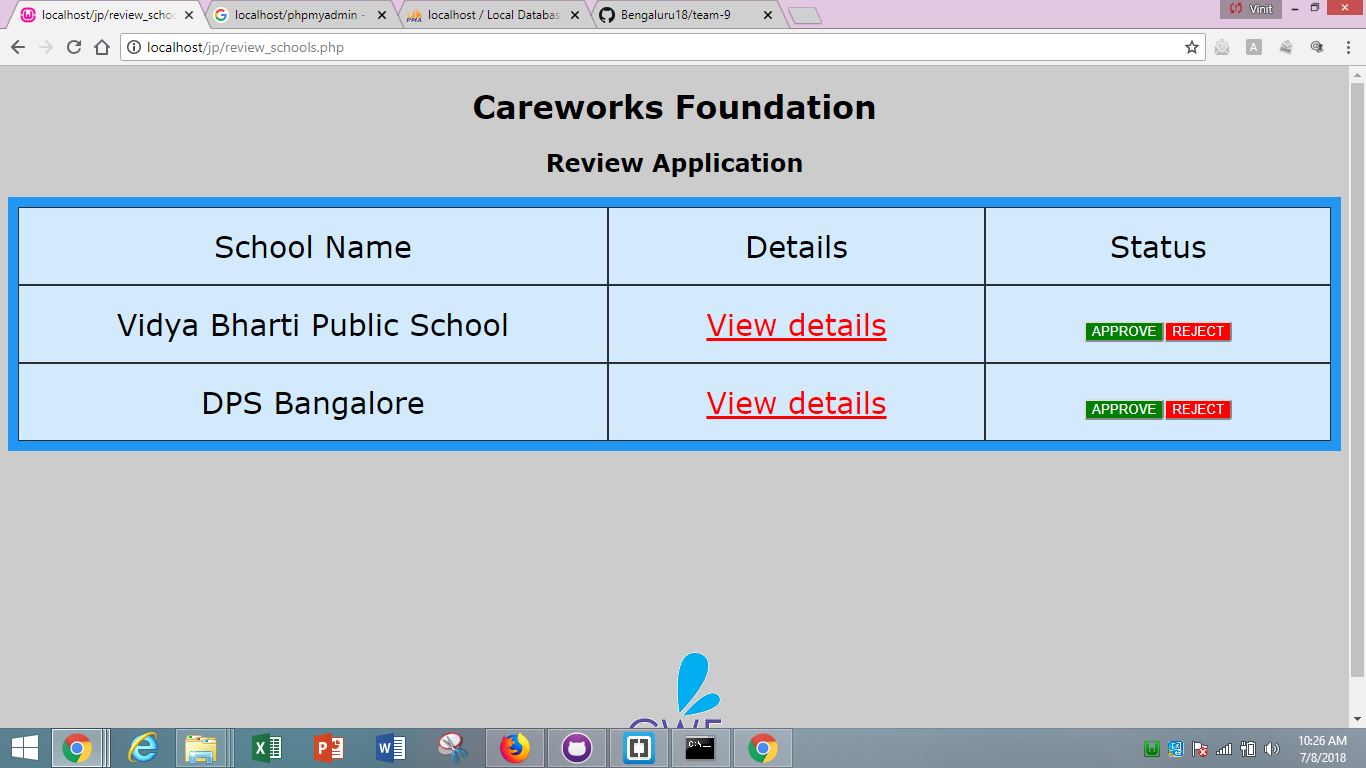 localhost/jp/review_schoo
localhost/phpmyadmin -
PMA
localhost / Local Databas
Bengaluru18/team-9
Vinit
localhost/jp/review_schools.php
A
Careworks Foundation
Review Application
School Name Details Status
Vidya Bharti Public School View details APPROVE REJECT
DPS Bangalore View details APPROVE REJECT
CWF
10:26 AM
7/8/2018